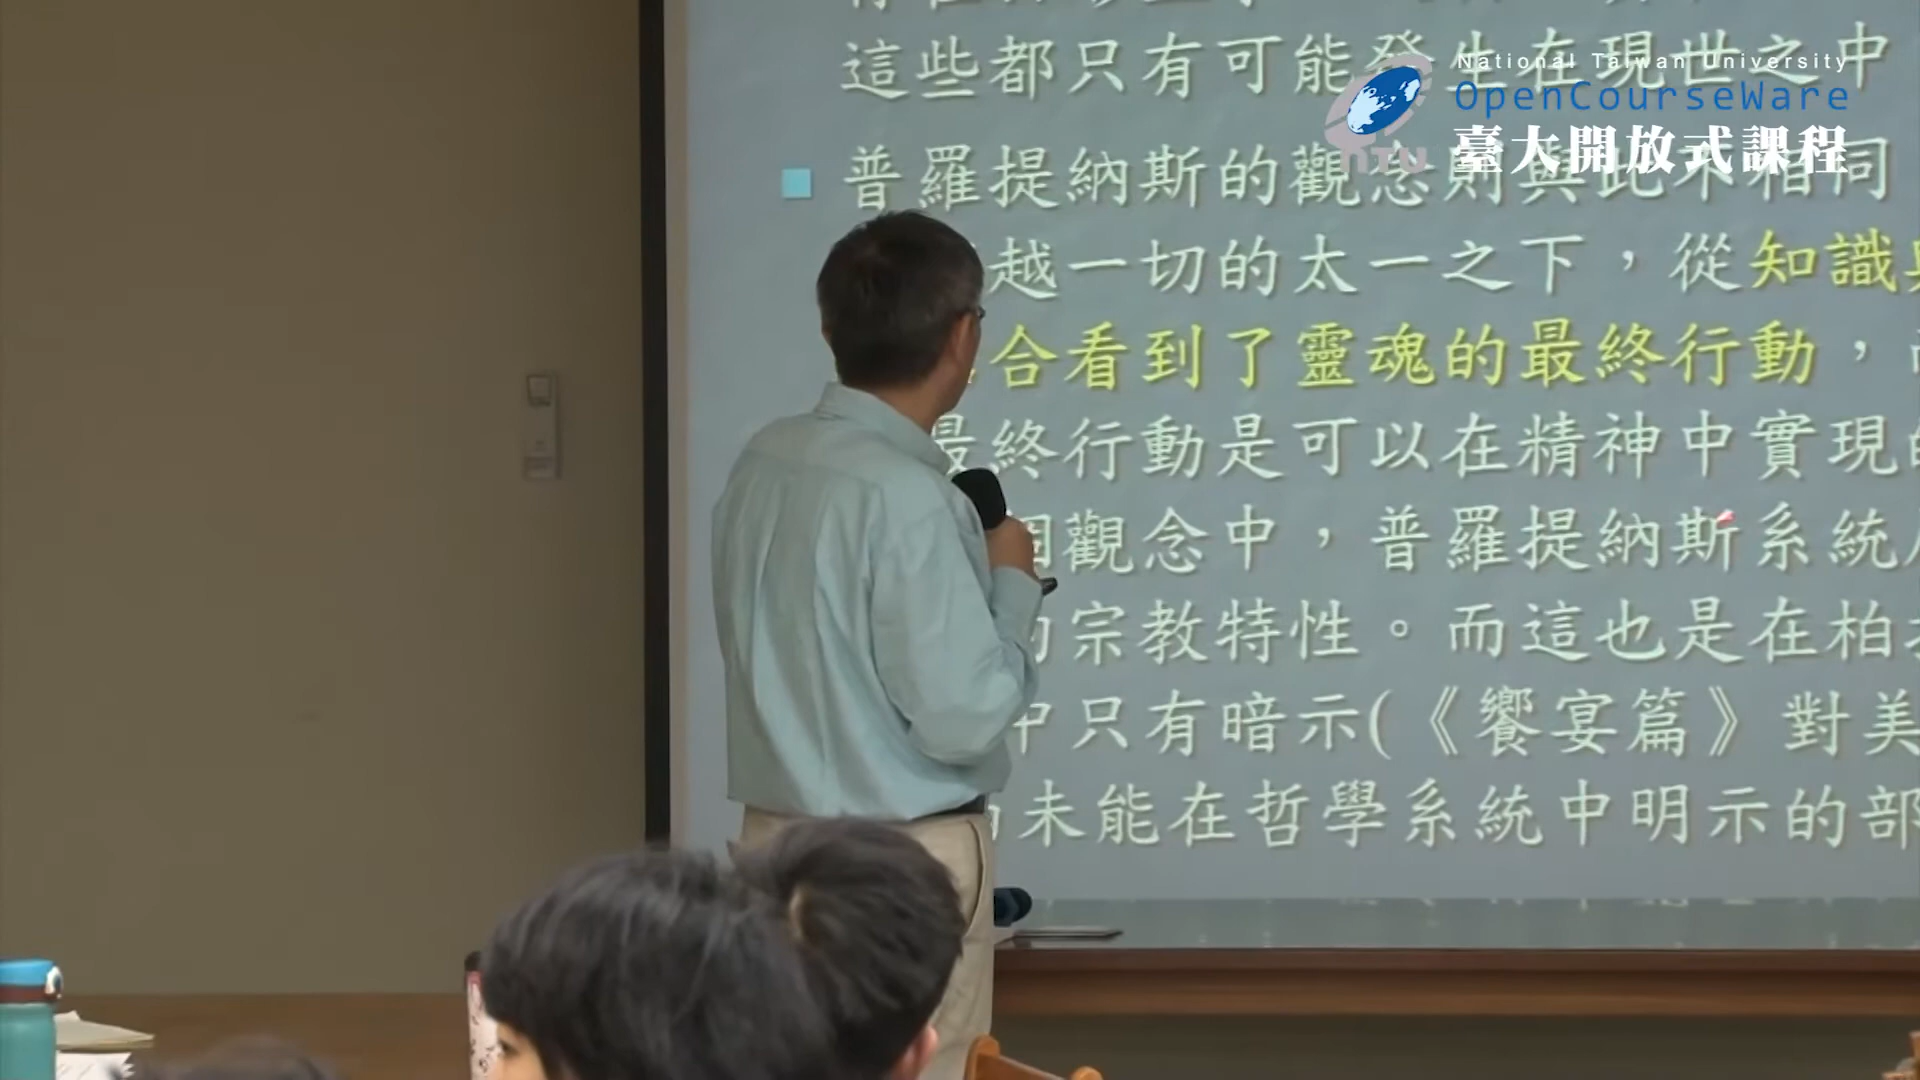 這些都只有可能發生在現世之中
National Taiwan University
OpenCourseWare
臺大開放式課程
NTU
普羅提納斯的觀念則與此不相同
越一切的太一之下，從知識
合看到了靈魂的最終行動，
最終行動是可以在精神中實現的
個觀念中，普羅提納斯系統
的宗教特性。而這也是在柏
中只有暗示(《饗宴篇》對美
未能在哲學系統中明示的部